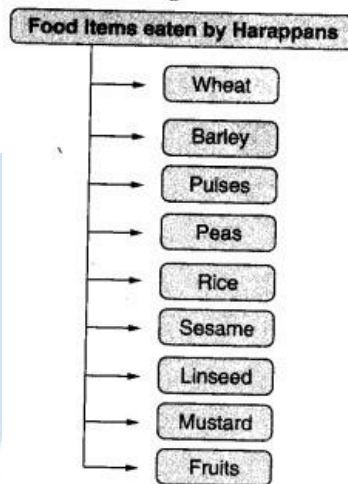 Food Items eaten by Harappans
Wheat
Barley
Pulses
Peas
Rice
Sesame
Linseed
Mustard
Fruits